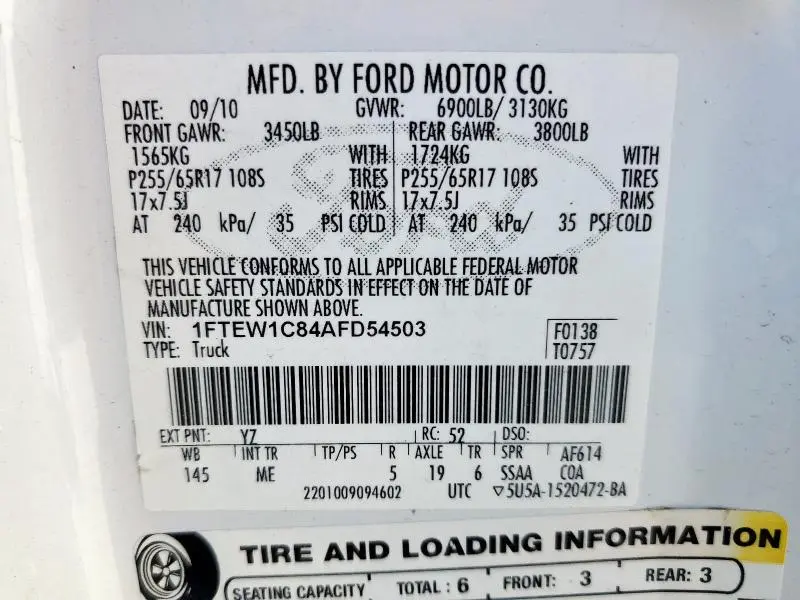 MFD. BY FORD MOTOR CO.
DATE: 09/10 GVWR: 6900LB/ 3130KG
FRONT GAWR: 3450LB REAR GAWR: 3800LB
1565KG WITH 1724KG WITH
P255/65R17 108S TIRES P255/65R17 108S TIRES
17x7.5J RIMS 17x7.5J RIMS
AT 240 kPa/ 35 PSI COLD AT 240 kPa/ 35 PSI COLD
THIS VEHICLE CONFORMS TO ALL APPLICABLE FEDERAL MOTOR
VEHICLE SAFETY STANDARDS IN EFFECT ON THE DATE OF
MANUFACTURE SHOWN ABOVE.
VIN: 1FTEW1C84AFD54503 F0138
TYPE: Truck T0757
EXT PNT: YZ RC: 52 DSO:
WB INT TR TP/PS R AXLE TR SPR AF614
145 ME 5 19 6 SSAA COA
2201009094602 UTC ▽5U5A-1520472-BA
TIRE AND LOADING INFORMATION
SEATING CAPACITY TOTAL: 6 FRONT: 3 REAR: 3